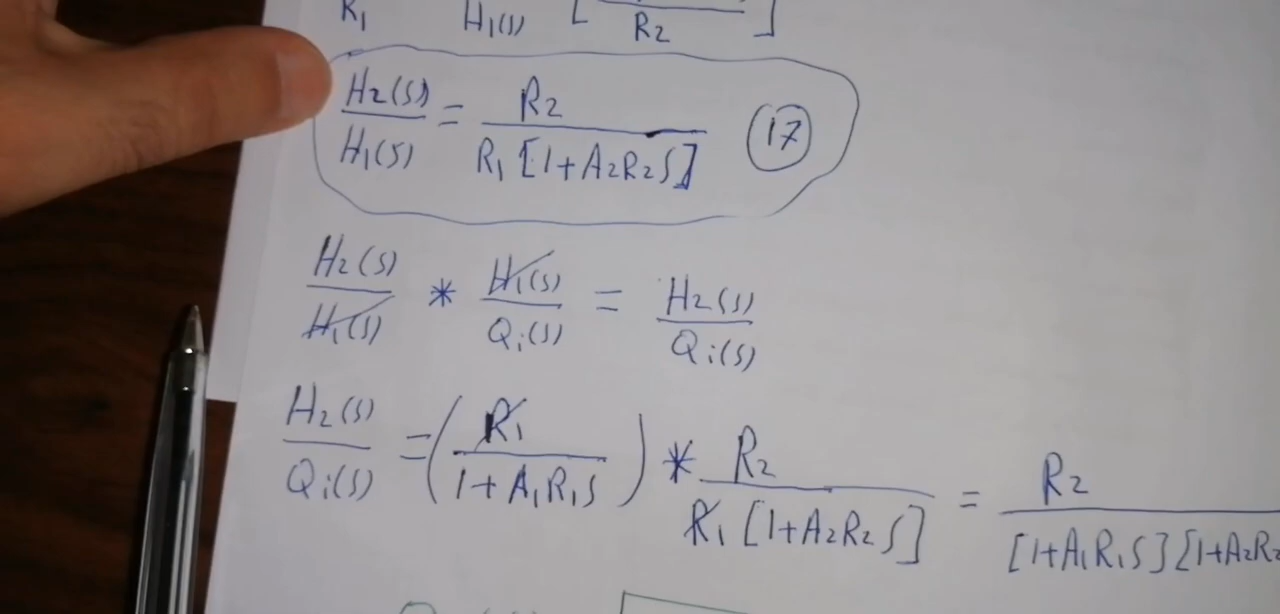 R₁ H₁(s) [ R₂ ]
H₂(s)/H₁(s) = R₂/R₁[1+A₂R₂S] (17)
H₂(s)/H₁(s) * H₁(s)/Qi(s) = H₂(s)/Qi(s)
H₂(s)/Qi(s) = (R₁/1+A₁R₁S) * R₂/R₁[1+A₂R₂S] = R₂/[1+A₁R₁S][1+A₂R₂